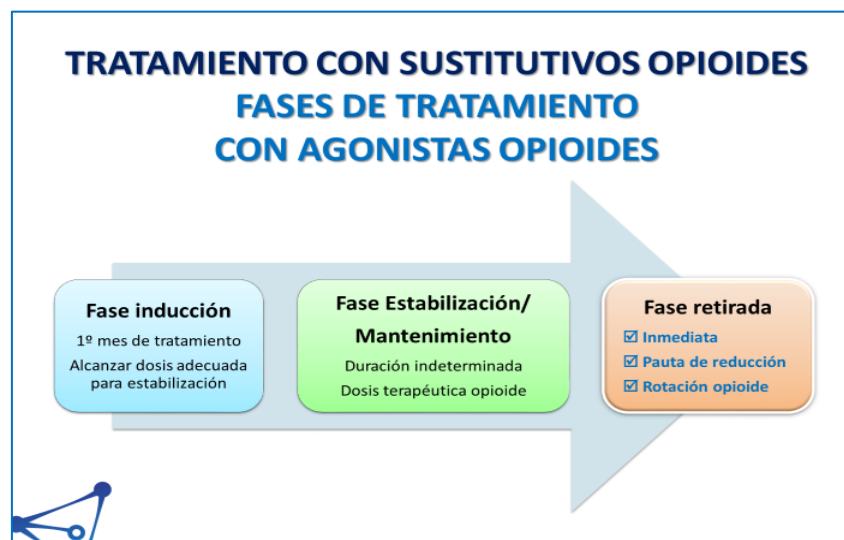 TRATAMIENTO CON SUSTITUTIVOS OPIOIDES
FASES DE TRATAMIENTO
CON AGONISTAS OPIOIDES
Fase inducción
1º mes de tratamiento
Alcanzar dosis adecuada
para estabilización
Fase Estabilización/
Mantenimiento
Duración indeterminada
Dosis terapéutica opioide
Fase retirada
☑ Inmediata
☑ Pauta de reducción
☑ Rotación opioide